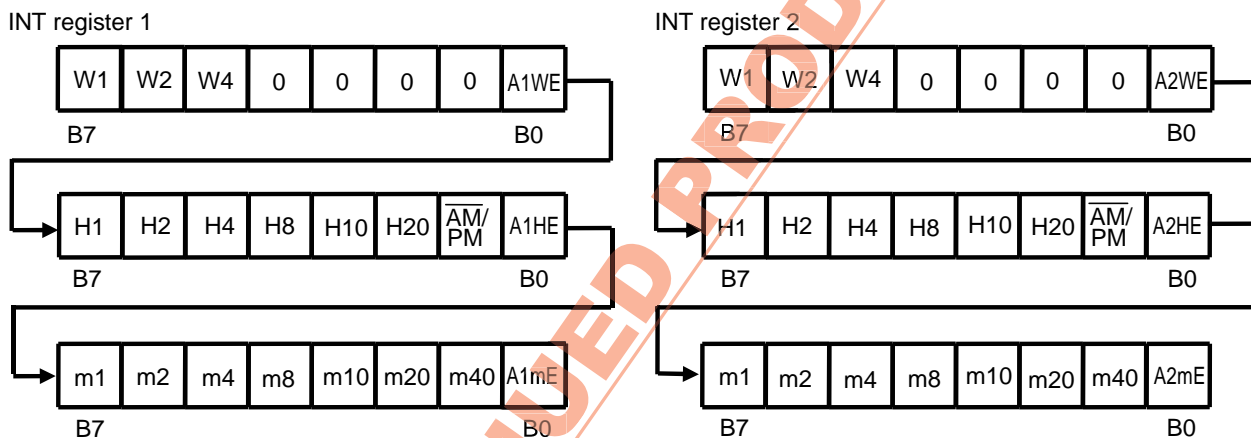 INT register 1
W1 W2 W4 0 0 0 0 A1WE
B7 B0
H1 H2 H4 H8 H10 H20 AM/PM A1HE
B7 B0
m1 m2 m4 m8 m10 m20 m40 A1mE
B7 B0
INT register 2
W1 W2 W4 0 0 0 0 A2WE
B7 B0
H1 H2 H4 H8 H10 H20 AM/PM A2HE
B7 B0
m1 m2 m4 m8 m10 m20 m40 A2mE
B7 B0
UED PROD